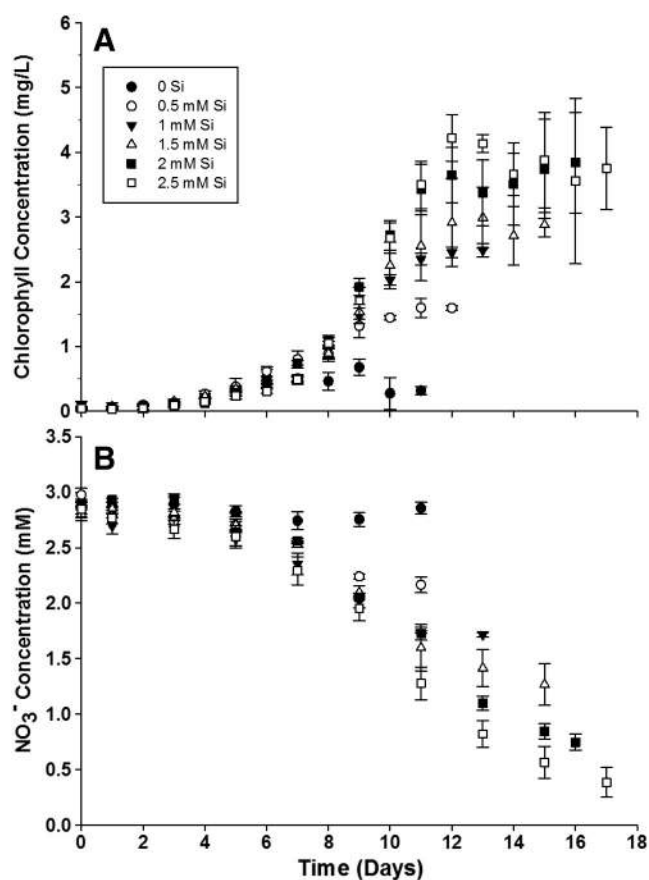 A
Chlorophyll Concentration (mg/L)
6
5
4
3
2
1
0
0 Si
0.5 mM Si
1 mM Si
1.5 mM Si
2 mM Si
2.5 mM Si
B
NO₃⁻ Concentration (mM)
3.5
3.0
2.5
2.0
1.5
1.0
0.5
0.0
0 2 4 6 8 10 12 14 16 18
Time (Days)